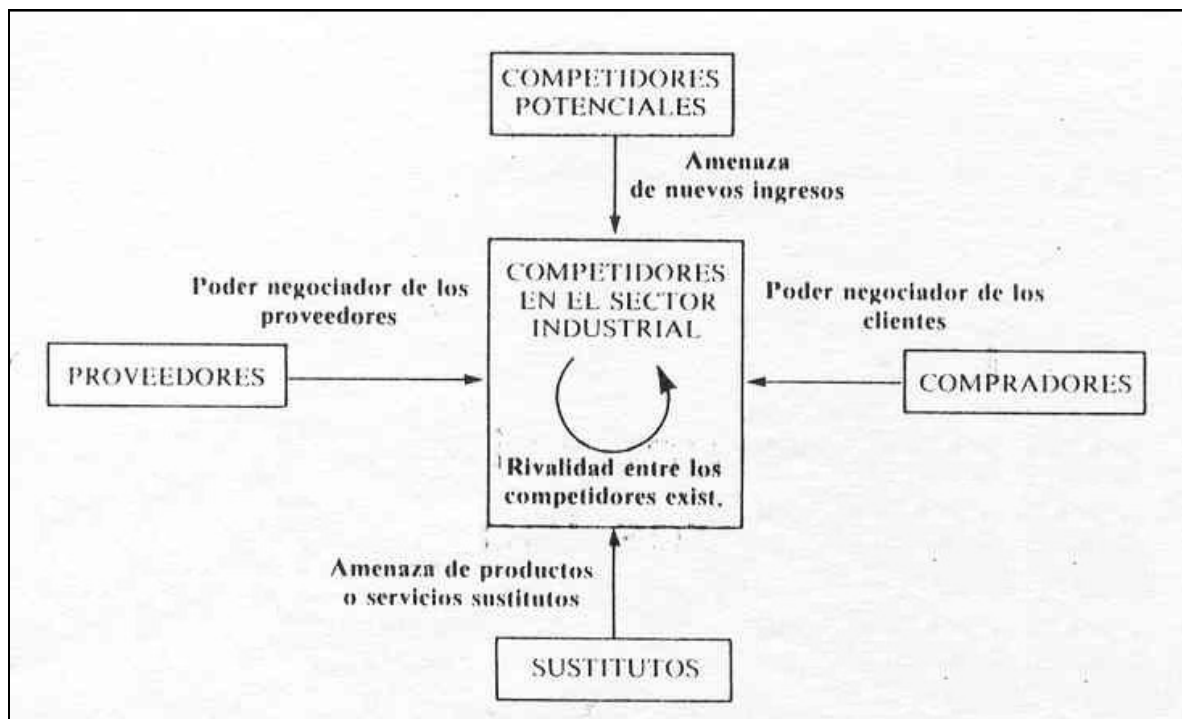 COMPETIDORES
POTENCIALES
Amenaza
de nuevos ingresos
COMPETIDORES
EN EL SECTOR
INDUSTRIAL
Poder negociador de los
proveedores
Poder negociador de los
clientes
PROVEEDORES
COMPRADORES
Rivalidad entre los
competidores exist.
Amenaza de productos
o servicios sustitutos
SUSTITUTOS